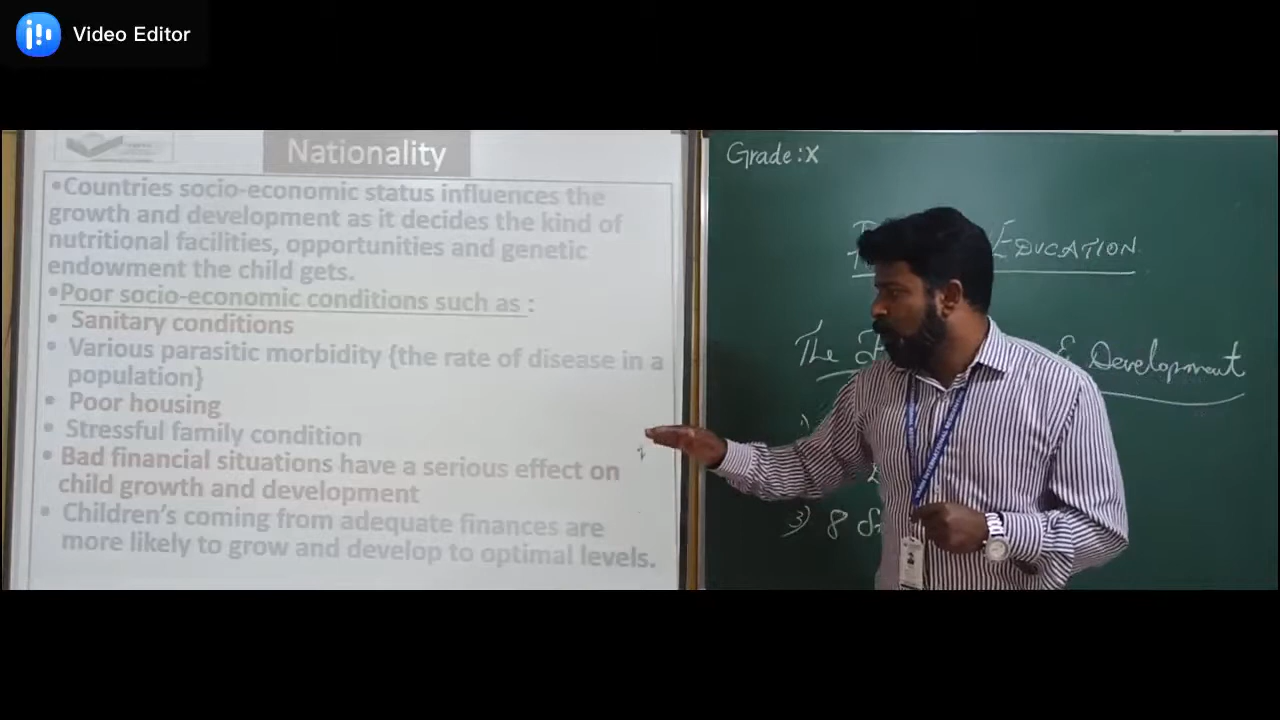 Video Editor
Nationality
•Countries socio-economic status influences the
growth and development as it decides the kind of
nutritional facilities, opportunities and genetic
endowment the child gets.
•Poor socio-economic conditions such as :
• Sanitary conditions
• Various parasitic morbidity {the rate of disease in a
population}
• Poor housing
• Stressful family condition
• Bad financial situations have a serious effect on
child growth and development
• Children's coming from adequate finances are
more likely to grow and develop to optimal levels.
Grade: X
EDUCATION
The & Development
1)
3) 8